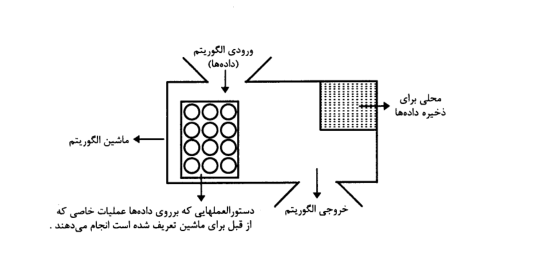 ورودی الگوریتم
(داده‌ها)
محلی برای
ذخیره داده‌ها
ماشین الگوریتم
خروجی الگوریتم
دستورالعملهایی که برروی داده‌ها عملیات خاصی که
از قبل برای ماشین تعریف شده است انجام می‌دهند .